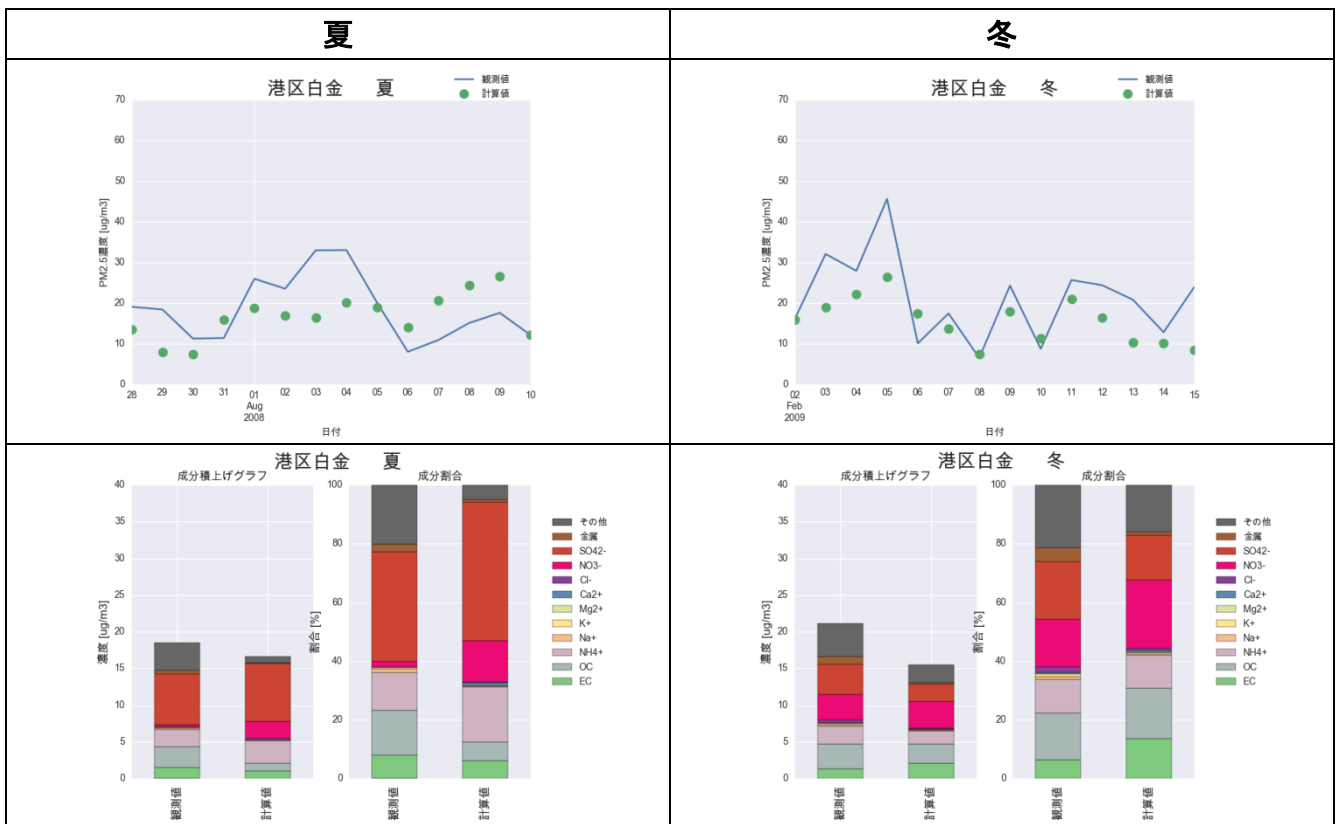 夏
冬
港区白金 夏
観測値
計算値
70
60
50
40
30
20
10
0
PM2.5濃度 [ug/m3]
28 29 30 31 01 02 03 04 05 06 07 08 09 10
Aug
2008
日付
港区白金 冬
観測値
計算値
70
60
50
40
30
20
10
0
PM2.5濃度 [ug/m3]
02 03 04 05 06 07 08 09 10 11 12 13 14 15
Feb
2009
日付
港区白金 夏
成分積上げグラフ
40
35
30
25
20
15
10
5
0
濃度 [ug/m3]
観測値 計算値
成分割合
100
80
60
40
20
0
割合 [%]
観測値 計算値
その他
金属
SO42-
NO3-
Cl-
Ca2+
Mg2+
K+
Na+
NH4+
OC
EC
港区白金 冬
成分積上げグラフ
40
35
30
25
20
15
10
5
0
濃度 [ug/m3]
観測値 計算値
成分割合
100
80
60
40
20
0
割合 [%]
観測値 計算値
その他
金属
SO42-
NO3-
Cl-
Ca2+
Mg2+
K+
Na+
NH4+
OC
EC